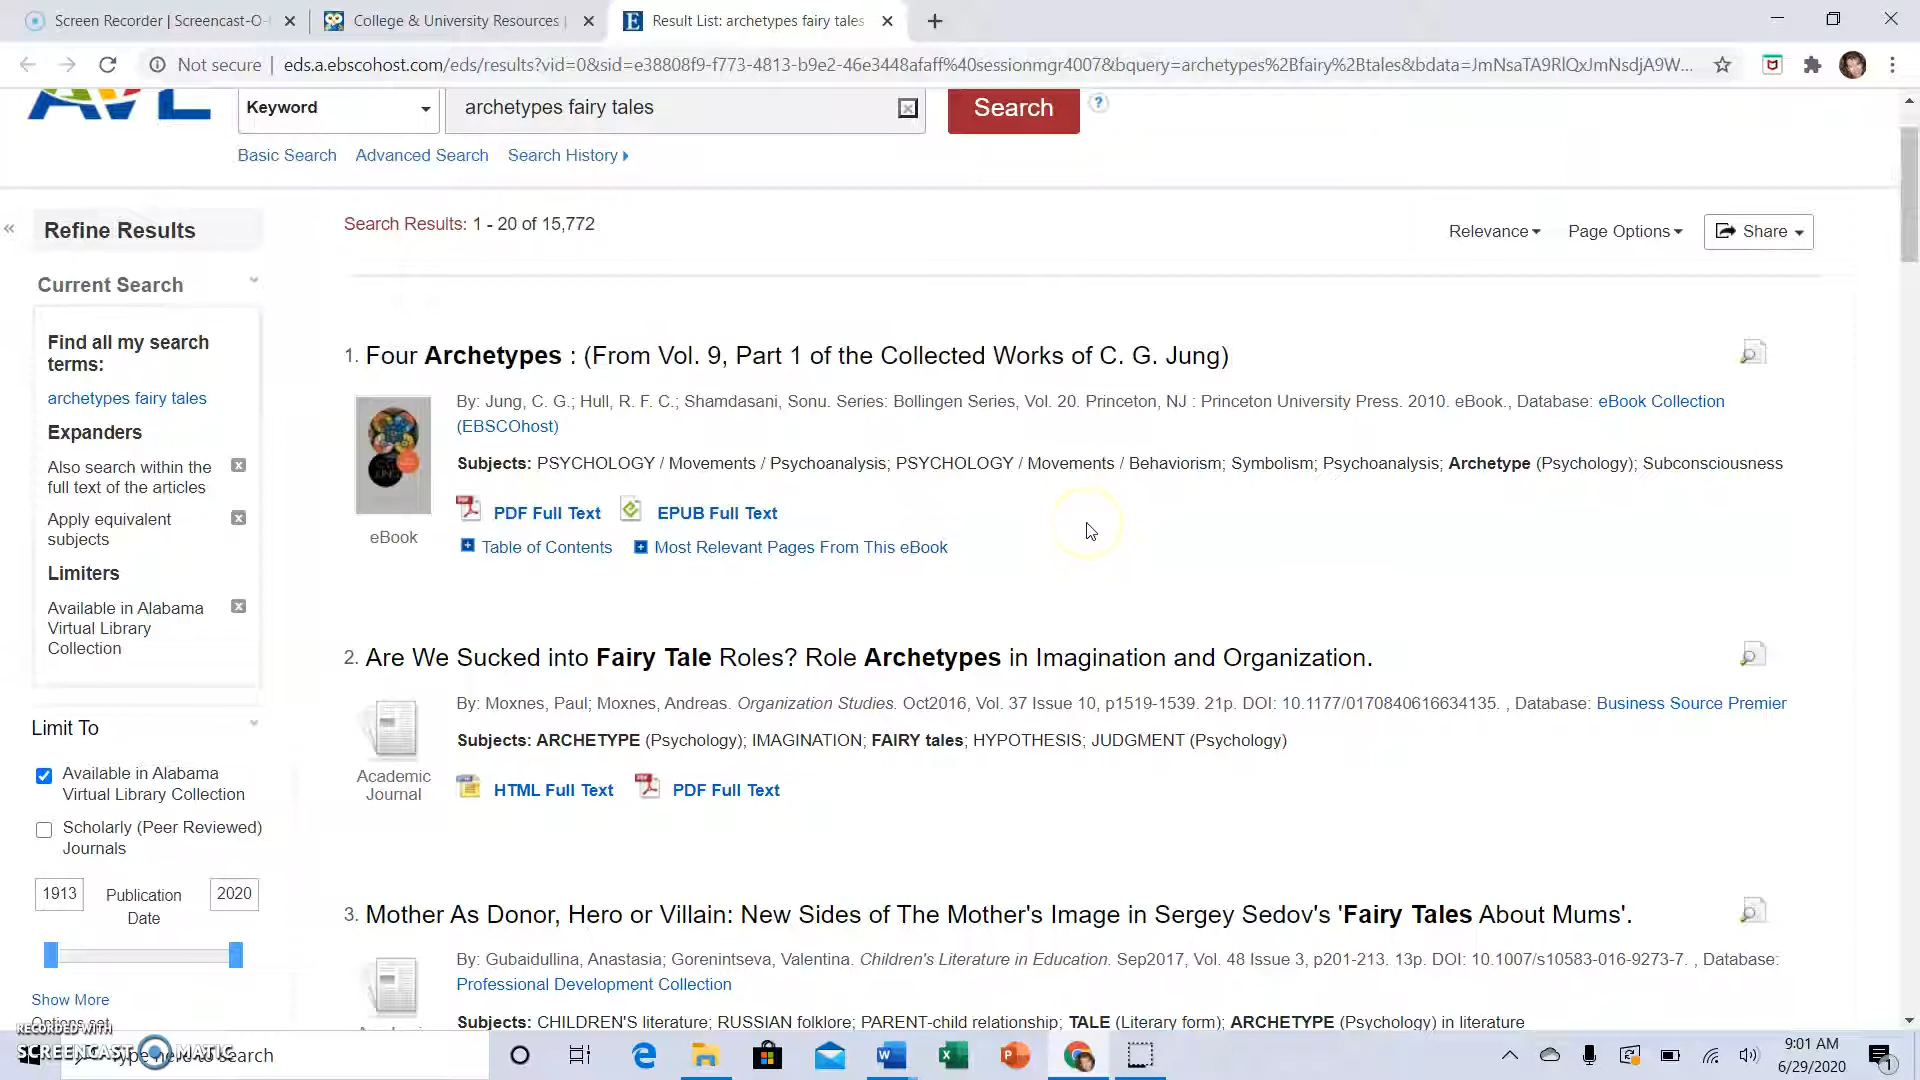 Screen Recorder | Screencast-O-
College & University Resources |
Result List: archetypes fairy tales
Not secure | eds.a.ebscohost.com/eds/results?vid=0&sid=e38808f9-f773-4813-b9e2-46e3448afaff%40sessionmgr4007&bquery=archetypes%2Bfairy%2Btales&bdata=JmNsaTA9RlQxJmNsdjA9W...
AVL
Keyword
archetypes fairy tales
Search
?
Basic Search Advanced Search Search History
Refine Results
Search Results: 1 - 20 of 15,772
Relevance Page Options Share
Current Search
Find all my search
terms:
archetypes fairy tales
Expanders
Also search within the
full text of the articles
Apply equivalent
subjects
Limiters
Available in Alabama
Virtual Library
Collection
Limit To
Available in Alabama
Virtual Library Collection
Scholarly (Peer Reviewed)
Journals
1913 Publication 2020
Date
Show More
Options set
1. Four Archetypes : (From Vol. 9, Part 1 of the Collected Works of C. G. Jung)
By: Jung, C. G.; Hull, R. F. C.; Shamdasani, Sonu. Series: Bollingen Series, Vol. 20. Princeton, NJ : Princeton University Press. 2010. eBook., Database: eBook Collection
(EBSCOhost)
Subjects: PSYCHOLOGY / Movements / Psychoanalysis; PSYCHOLOGY / Movements / Behaviorism; Symbolism; Psychoanalysis; Archetype (Psychology); Subconsciousness
eBook
PDF Full Text EPUB Full Text
Table of Contents Most Relevant Pages From This eBook
2. Are We Sucked into Fairy Tale Roles? Role Archetypes in Imagination and Organization.
By: Moxnes, Paul; Moxnes, Andreas. Organization Studies. Oct2016, Vol. 37 Issue 10, p1519-1539. 21p. DOI: 10.1177/0170840616634135. , Database: Business Source Premier
Subjects: ARCHETYPE (Psychology); IMAGINATION; FAIRY tales; HYPOTHESIS; JUDGMENT (Psychology)
Academic
Journal
HTML Full Text PDF Full Text
3. Mother As Donor, Hero or Villain: New Sides of The Mother's Image in Sergey Sedov's 'Fairy Tales About Mums'.
By: Gubaidullina, Anastasia; Gorenintseva, Valentina. Children's Literature in Education. Sep2017, Vol. 48 Issue 3, p201-213. 13p. DOI: 10.1007/s10583-016-9273-7. , Database:
Professional Development Collection
Subjects: CHILDREN'S literature; RUSSIAN folklore; PARENT-child relationship; TALE (Literary form); ARCHETYPE (Psychology) in literature
RECORDED WITH
SCREENCAST MATIC
Type here to search
9:01 AM
6/29/2020
1